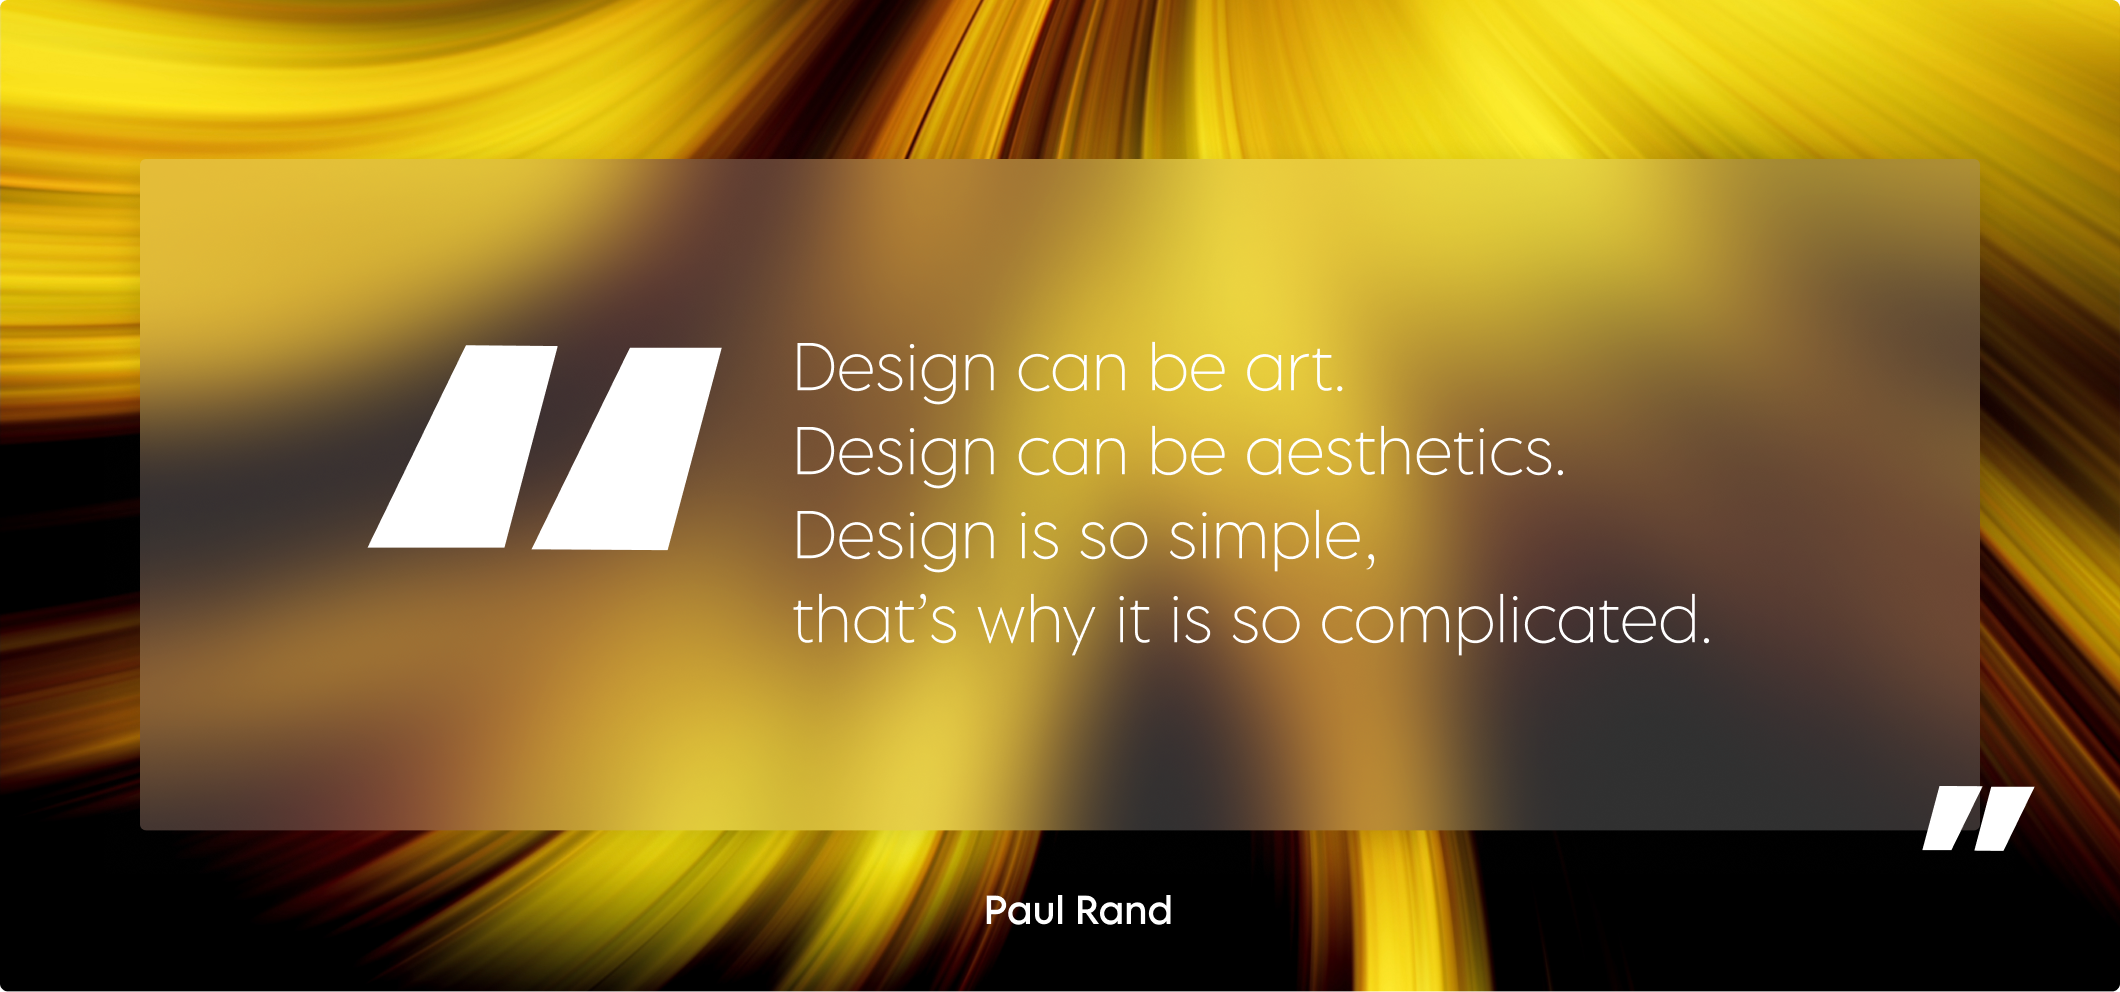 “
Design can be art.
Design can be aesthetics.
Design is so simple,
that’s why it is so complicated.
”
Paul Rand